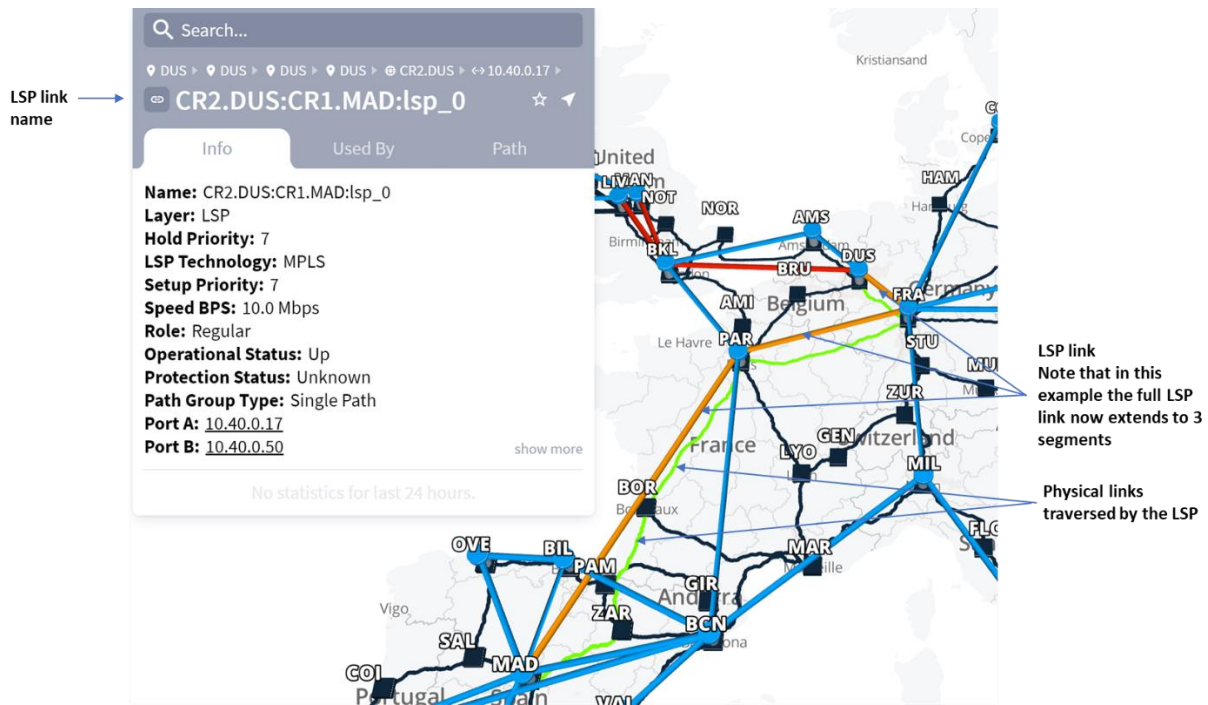 Search...
DUS DUS DUS DUS CR2.DUS 10.40.0.17
CR2.DUS:CR1.MAD:lsp_0
Info Used By Path
Name: CR2.DUS:CR1.MAD:lsp_0
Layer: LSP
Hold Priority: 7
LSP Technology: MPLS
Setup Priority: 7
Speed BPS: 10.0 Mbps
Role: Regular
Operational Status: Up
Protection Status: Unknown
Path Group Type: Single Path
Port A: 10.40.0.17
Port B: 10.40.0.50
show more
No statistics for last 24 hours.
LSP link
name
Kristiansand
United
NOT
NOR
AMS
HAM
BKL
BRU
DUS
Belgium
FRA
Germany
AMI
Le Havre
PAR
STU
ZUR
France
LYO
GEN
Switzerland
MIL
BOR
OVE
BIL
PAM
MAR
GIR
Andorra
Vigo
ZAR
BCN
SAL
MAD
COI
Portugal
Spain
LSP link
Note that in this
example the full LSP
link now extends to 3
segments
Physical links
traversed by the LSP